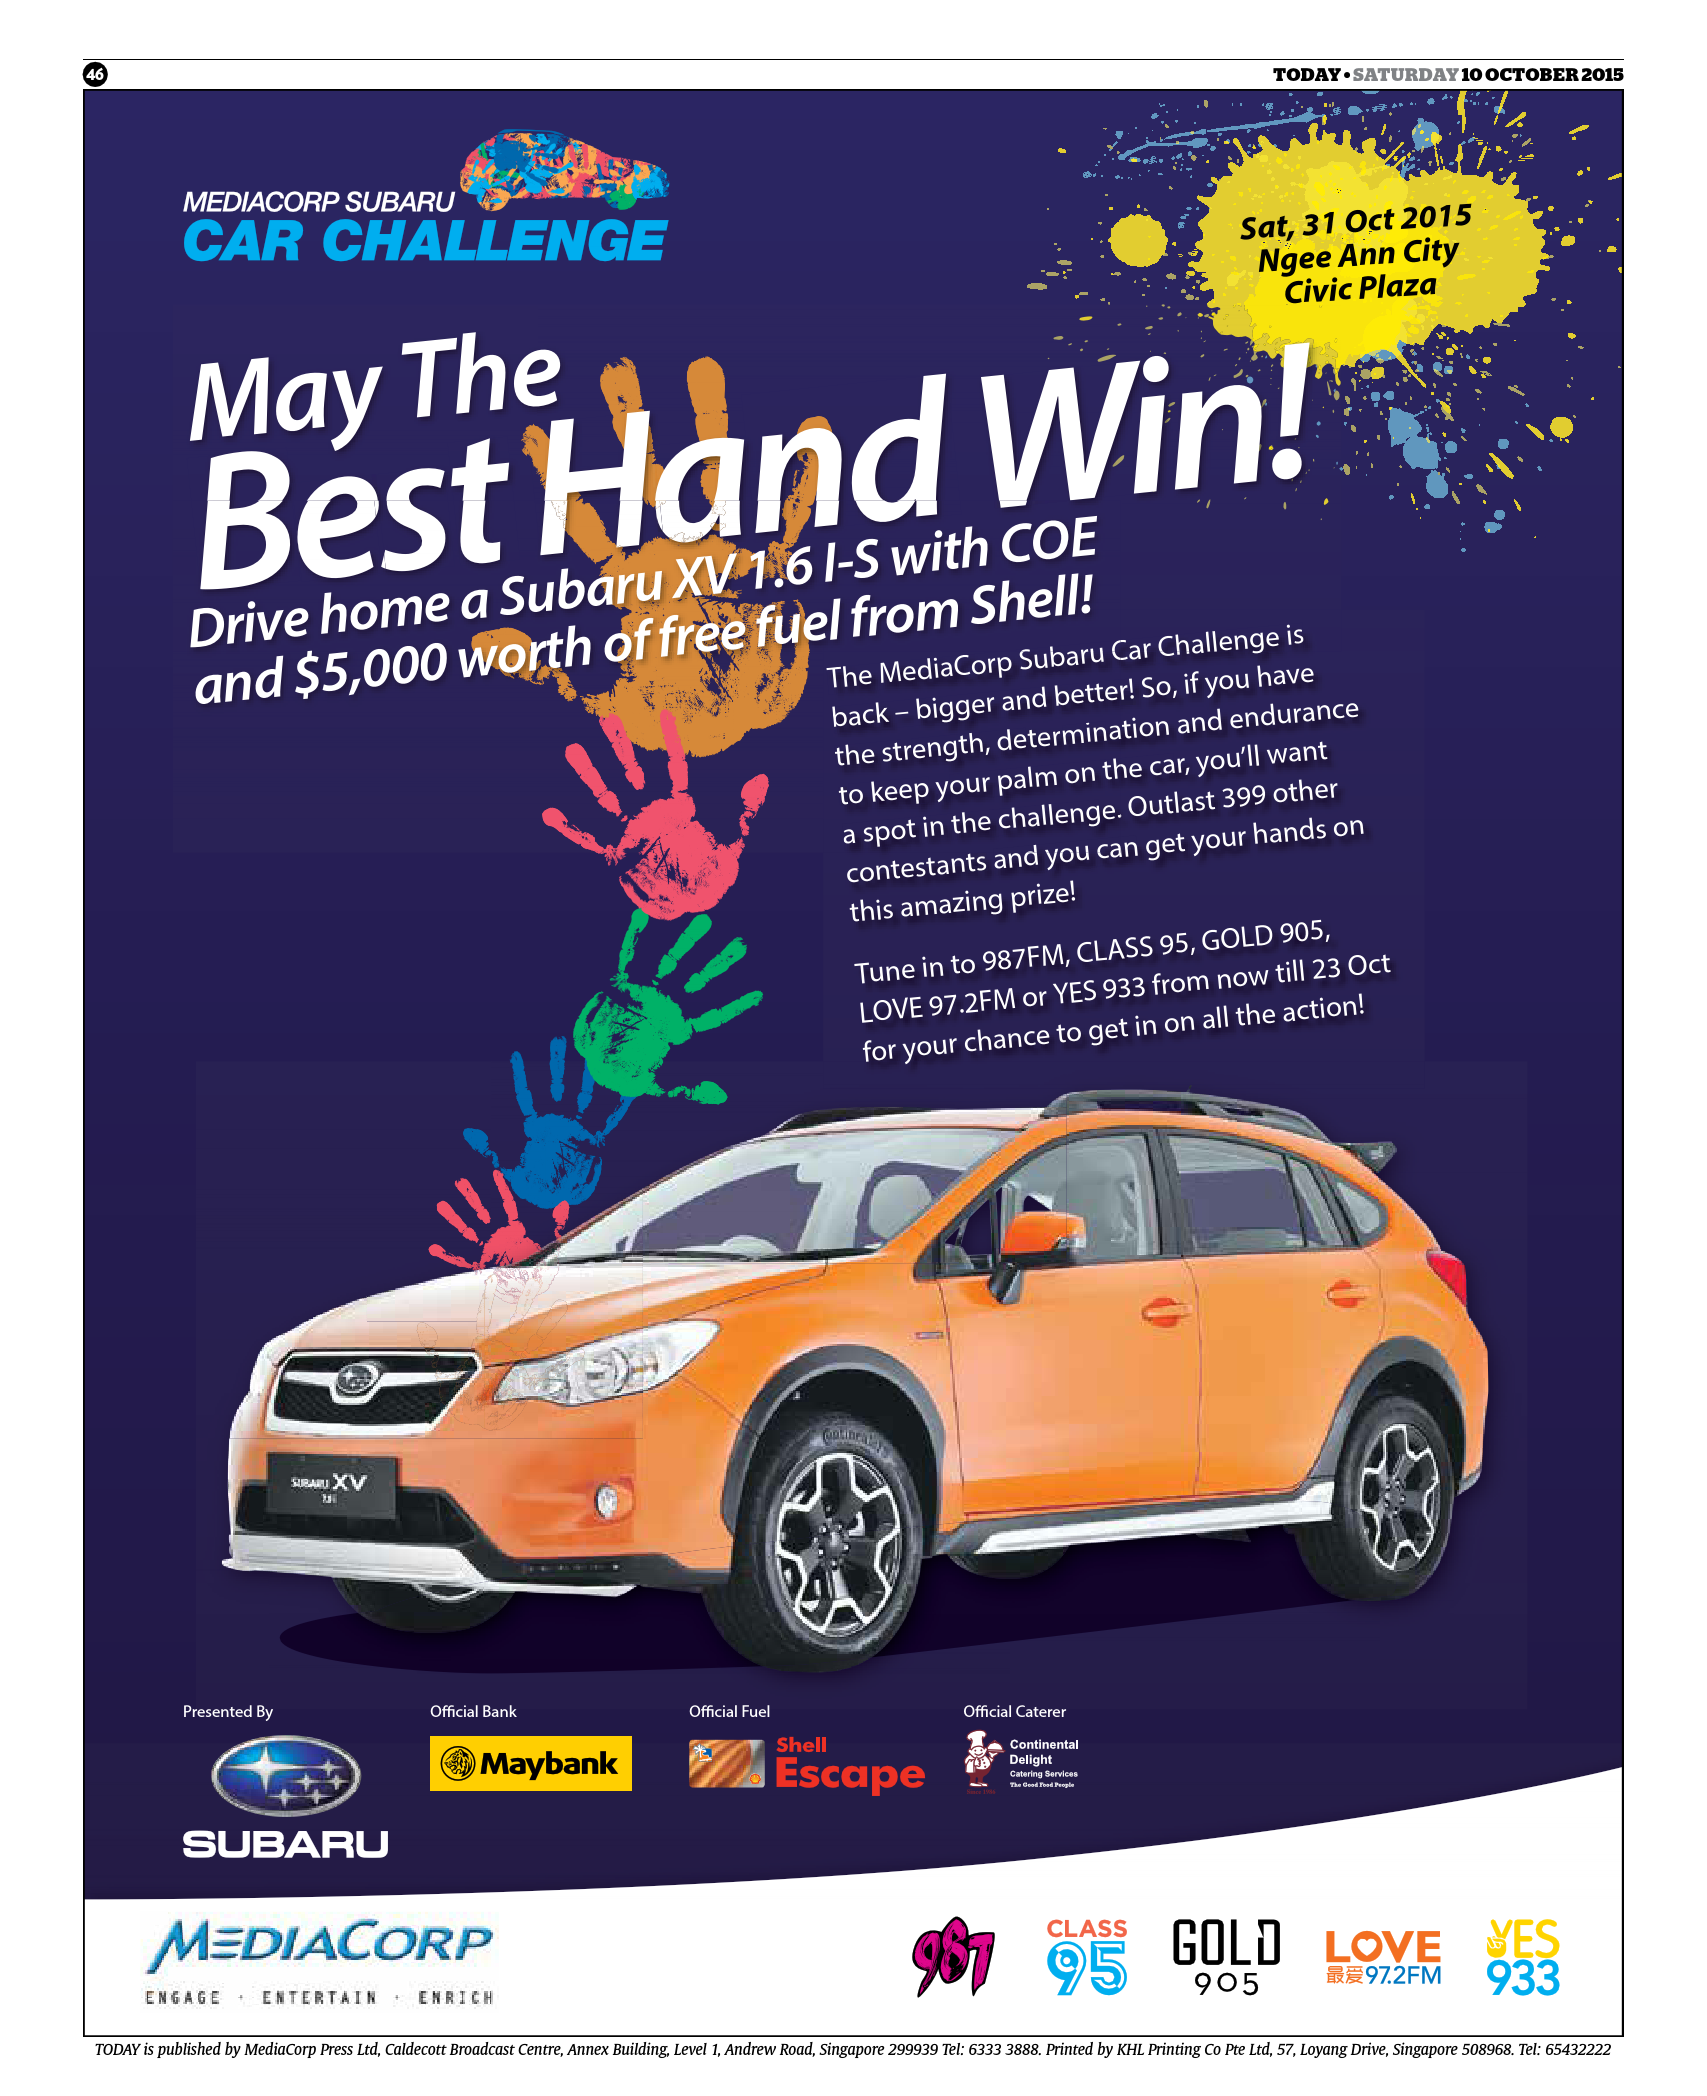 46
TODAY • SATURDAY 10 OCTOBER 2015
MEDIACORP SUBARU
CAR CHALLENGE
Sat, 31 Oct 2015
Ngee Ann City
Civic Plaza
May The
Best Hand Win!
Drive home a Subaru XV 1.6 I-S with COE
and $5,000 worth of free fuel from Shell!
The MediaCorp Subaru Car Challenge is
back – bigger and better! So, if you have
the strength, determination and endurance
to keep your palm on the car, you’ll want
a spot in the challenge. Outlast 399 other
contestants and you can get your hands on
this amazing prize!
Tune in to 987FM, CLASS 95, GOLD 905,
LOVE 97.2FM or YES 933 from now till 23 Oct
for your chance to get in on all the action!
Continental
SUBARU XV
Presented By
Official Bank
Official Fuel
Official Caterer
SUBARU
Maybank
Shell
Escape
Continental
Delight
Catering Services
The Good Food People
MEDIACORP
ENGAGE · ENTERTAIN · ENRICH
987
CLASS
95
GOLD
905
LOVE
最爱97.2FM
YES
933
TODAY is published by MediaCorp Press Ltd, Caldecott Broadcast Centre, Annex Building, Level 1, Andrew Road, Singapore 299939 Tel: 6333 3888. Printed by KHL Printing Co Pte Ltd, 57, Loyang Drive, Singapore 508968. Tel: 65432222